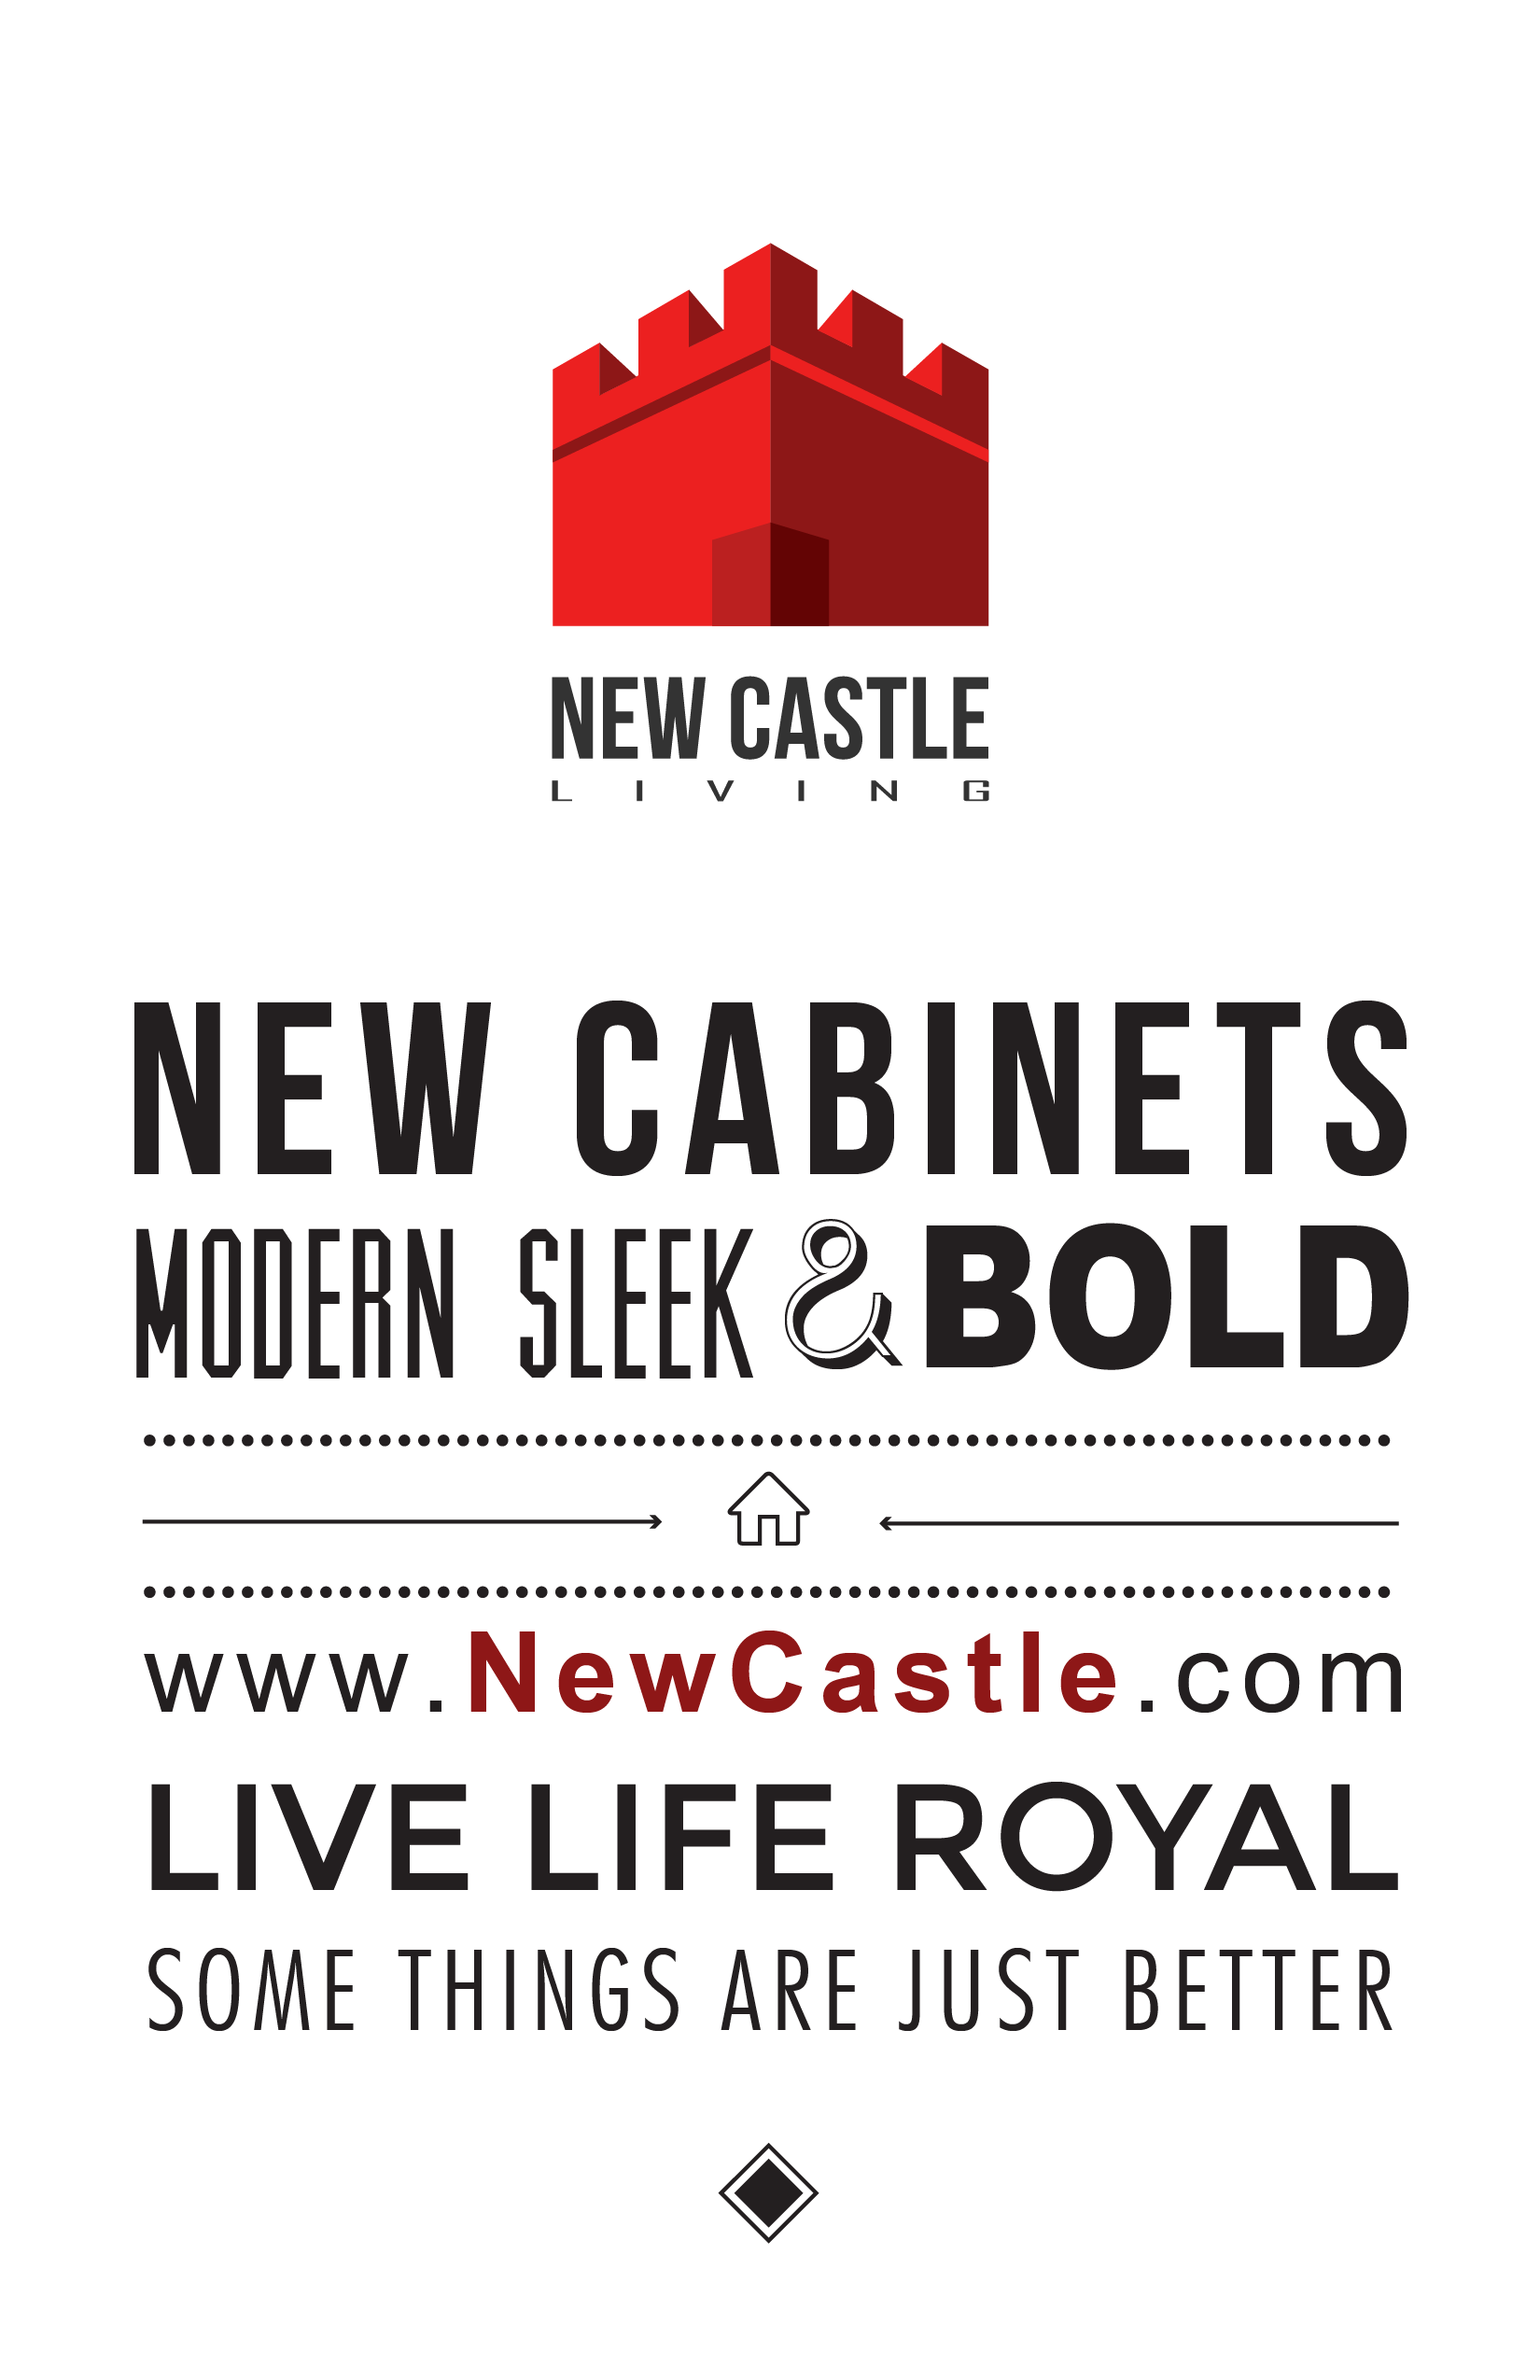 NEW CASTLE
LIVING
NEW CABINETS
MODERN SLEEK & BOLD
www.NewCastle.com
LIVE LIFE ROYAL
SOME THINGS ARE JUST BETTER